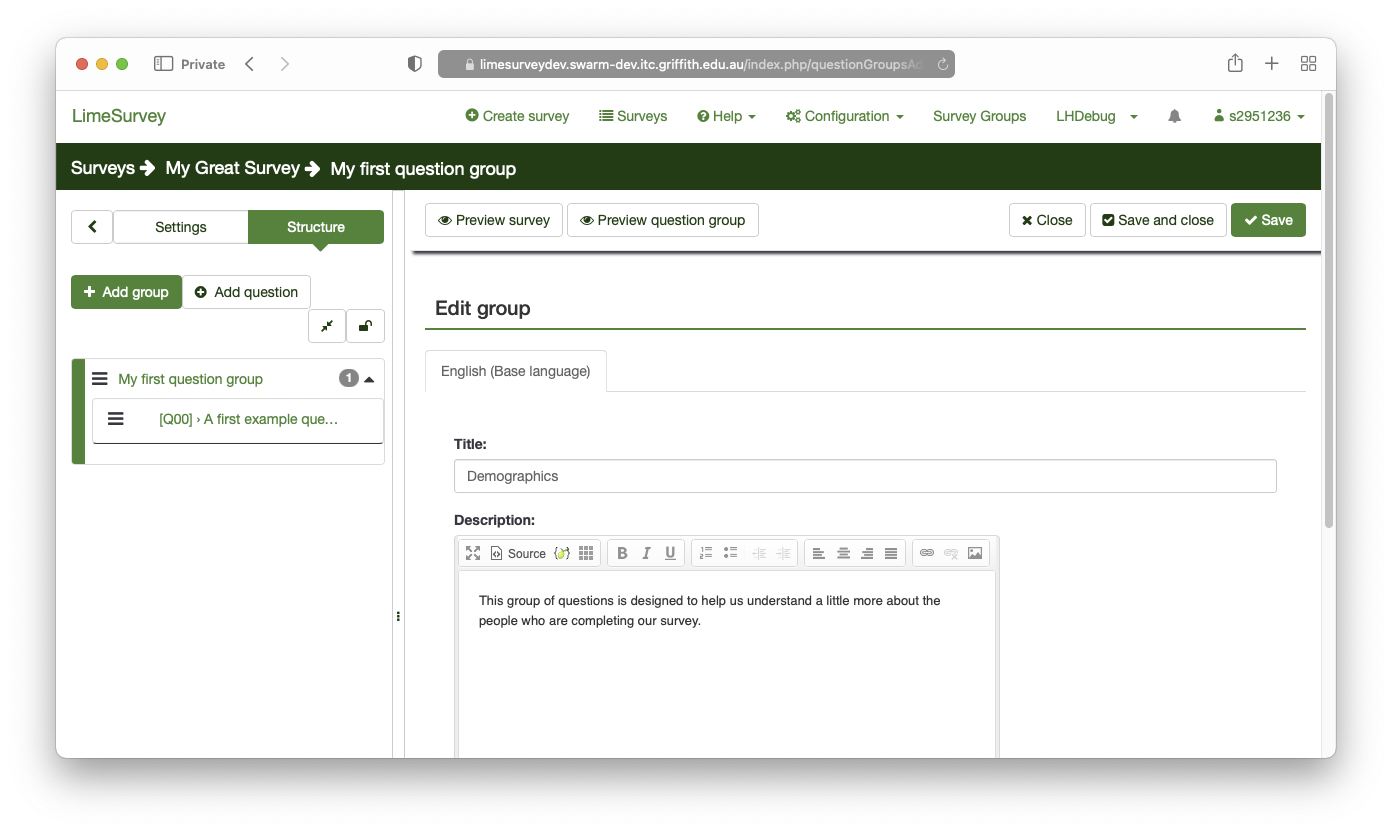 Private
limesurveydev.swarm-dev.itc.griffith.edu.au/index.php/questionGroupsAd
LimeSurvey
Create survey
Surveys
Help
Configuration
Survey Groups
LHDebug
s2951236
Surveys
My Great Survey
My first question group
Settings
Structure
Preview survey
Preview question group
Close
Save and close
Save
Add group
Add question
My first question group
1
[Q00] › A first example que...
Edit group
English (Base language)
Title:
Demographics
Description:
Source
B I U
This group of questions is designed to help us understand a little more about the
people who are completing our survey.